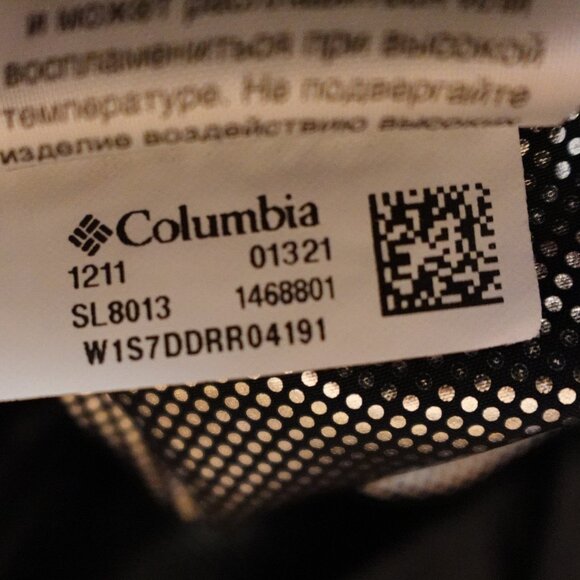 и может расплавиться или
воспламениться при высокой
температуре. Не подвергайте
изделие воздействию высоких
Columbia
1211 01321
SL8013 1468801
W1S7DDRR04191